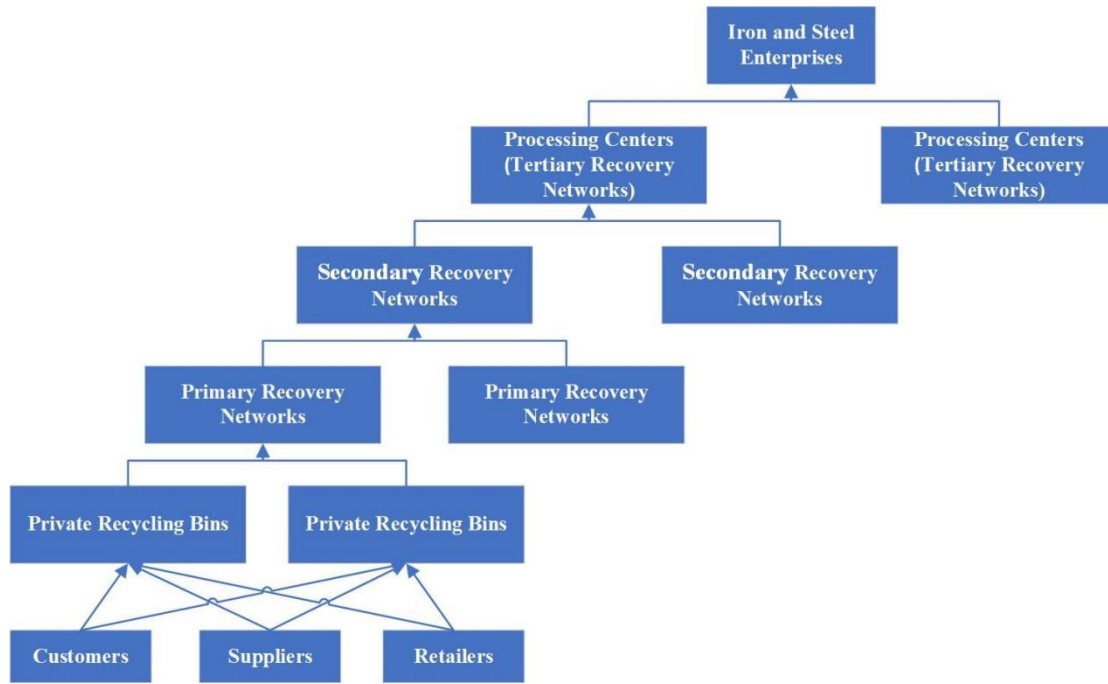 Iron and Steel
Enterprises
Processing Centers
(Tertiary Recovery
Networks)
Processing Centers
(Tertiary Recovery
Networks)
Secondary Recovery
Networks
Secondary Recovery
Networks
Primary Recovery
Networks
Primary Recovery
Networks
Private Recycling Bins
Private Recycling Bins
Customers
Suppliers
Retailers